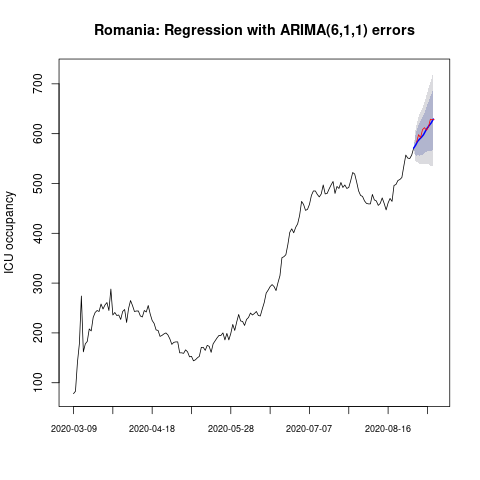 Romania: Regression with ARIMA(6,1,1) errors
ICU occupancy
700
600
500
400
300
200
100
2020-03-09 2020-04-18 2020-05-28 2020-07-07 2020-08-16